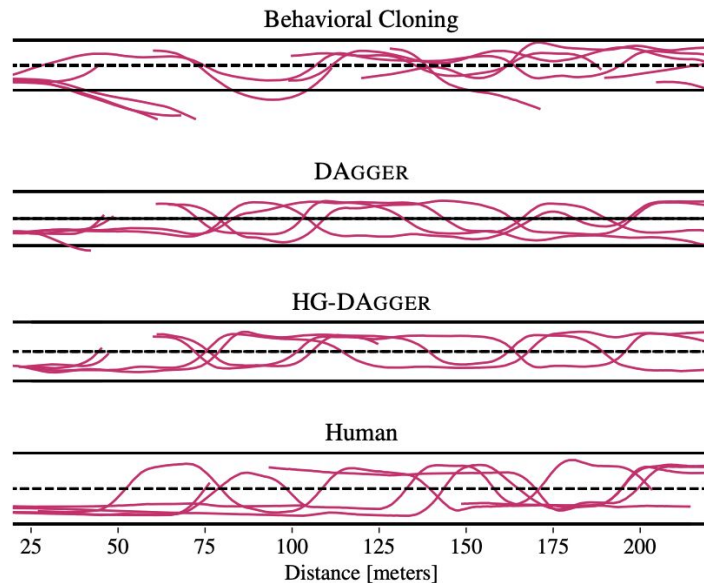 Behavioral Cloning
DAGGER
HG-DAGGER
Human
25 50 75 100 125 150 175 200
Distance [meters]